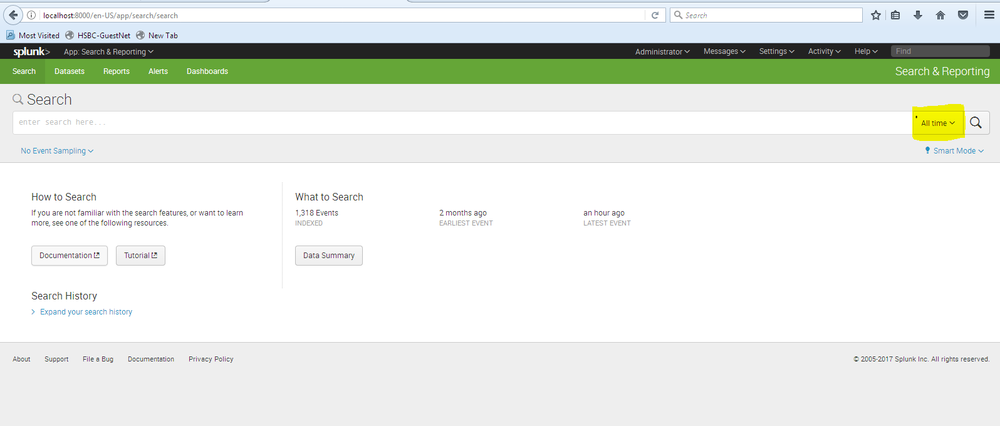 localhost:8000/en-US/app/search/search
Search
Most Visited HSBC-GuestNet New Tab
splunk> App: Search & Reporting Administrator Messages Settings Activity Help Find
Search Datasets Reports Alerts Dashboards Search & Reporting
Search
enter search here... All time
No Event Sampling Smart Mode
How to Search
If you are not familiar with the search features, or want to learn
more, see one of the following resources.
Documentation Tutorial
What to Search
1,318 Events 2 months ago an hour ago
INDEXED EARLIEST EVENT LATEST EVENT
Data Summary
Search History
Expand your search history
About Support File a Bug Documentation Privacy Policy © 2005-2017 Splunk Inc. All rights reserved.